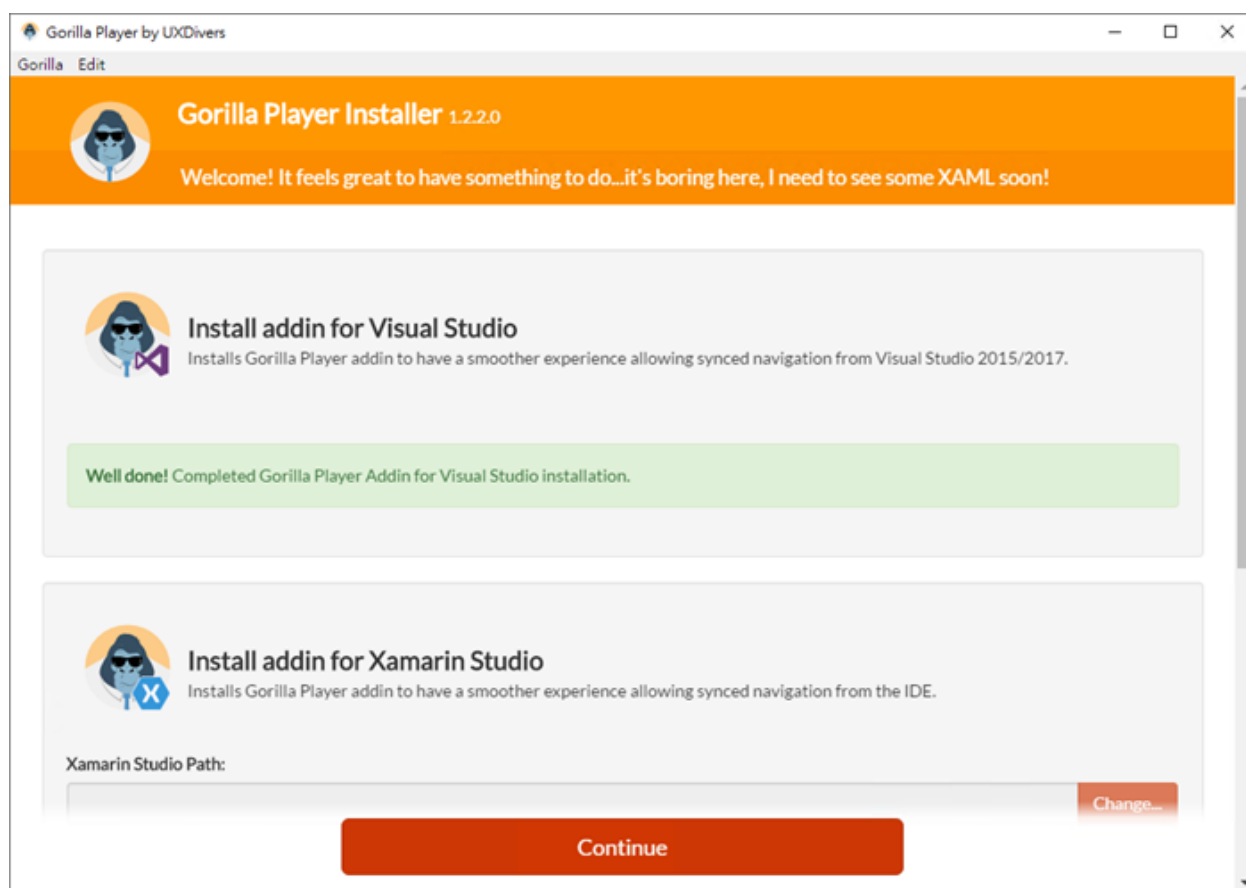 Gorilla Player by UXDivers
Gorilla Edit
Gorilla Player Installer 1.2.2.0
Welcome! It feels great to have something to do...it's boring here, I need to see some XAML soon!
Install addin for Visual Studio
Installs Gorilla Player addin to have a smoother experience allowing synced navigation from Visual Studio 2015/2017.
Well done! Completed Gorilla Player Addin for Visual Studio installation.
Install addin for Xamarin Studio
Installs Gorilla Player addin to have a smoother experience allowing synced navigation from the IDE.
Xamarin Studio Path:
Change...
Continue